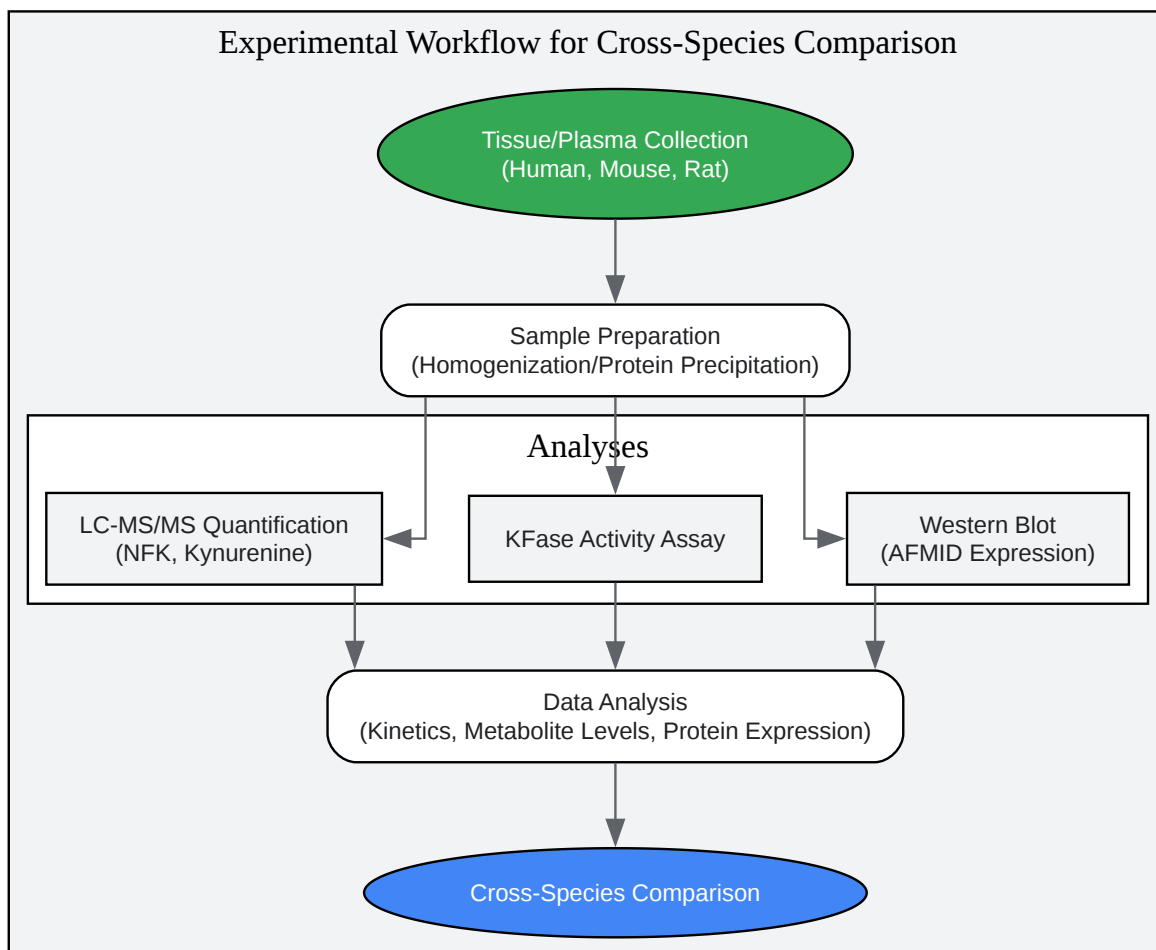 Experimental Workflow for Cross-Species Comparison
Tissue/Plasma Collection
(Human, Mouse, Rat)
Sample Preparation
(Homogenization/Protein Precipitation)
Analyses
LC-MS/MS Quantification
(NFK, Kynurenine)
KFase Activity Assay
Western Blot
(AFMID Expression)
Data Analysis
(Kinetics, Metabolite Levels, Protein Expression)
Cross-Species Comparison